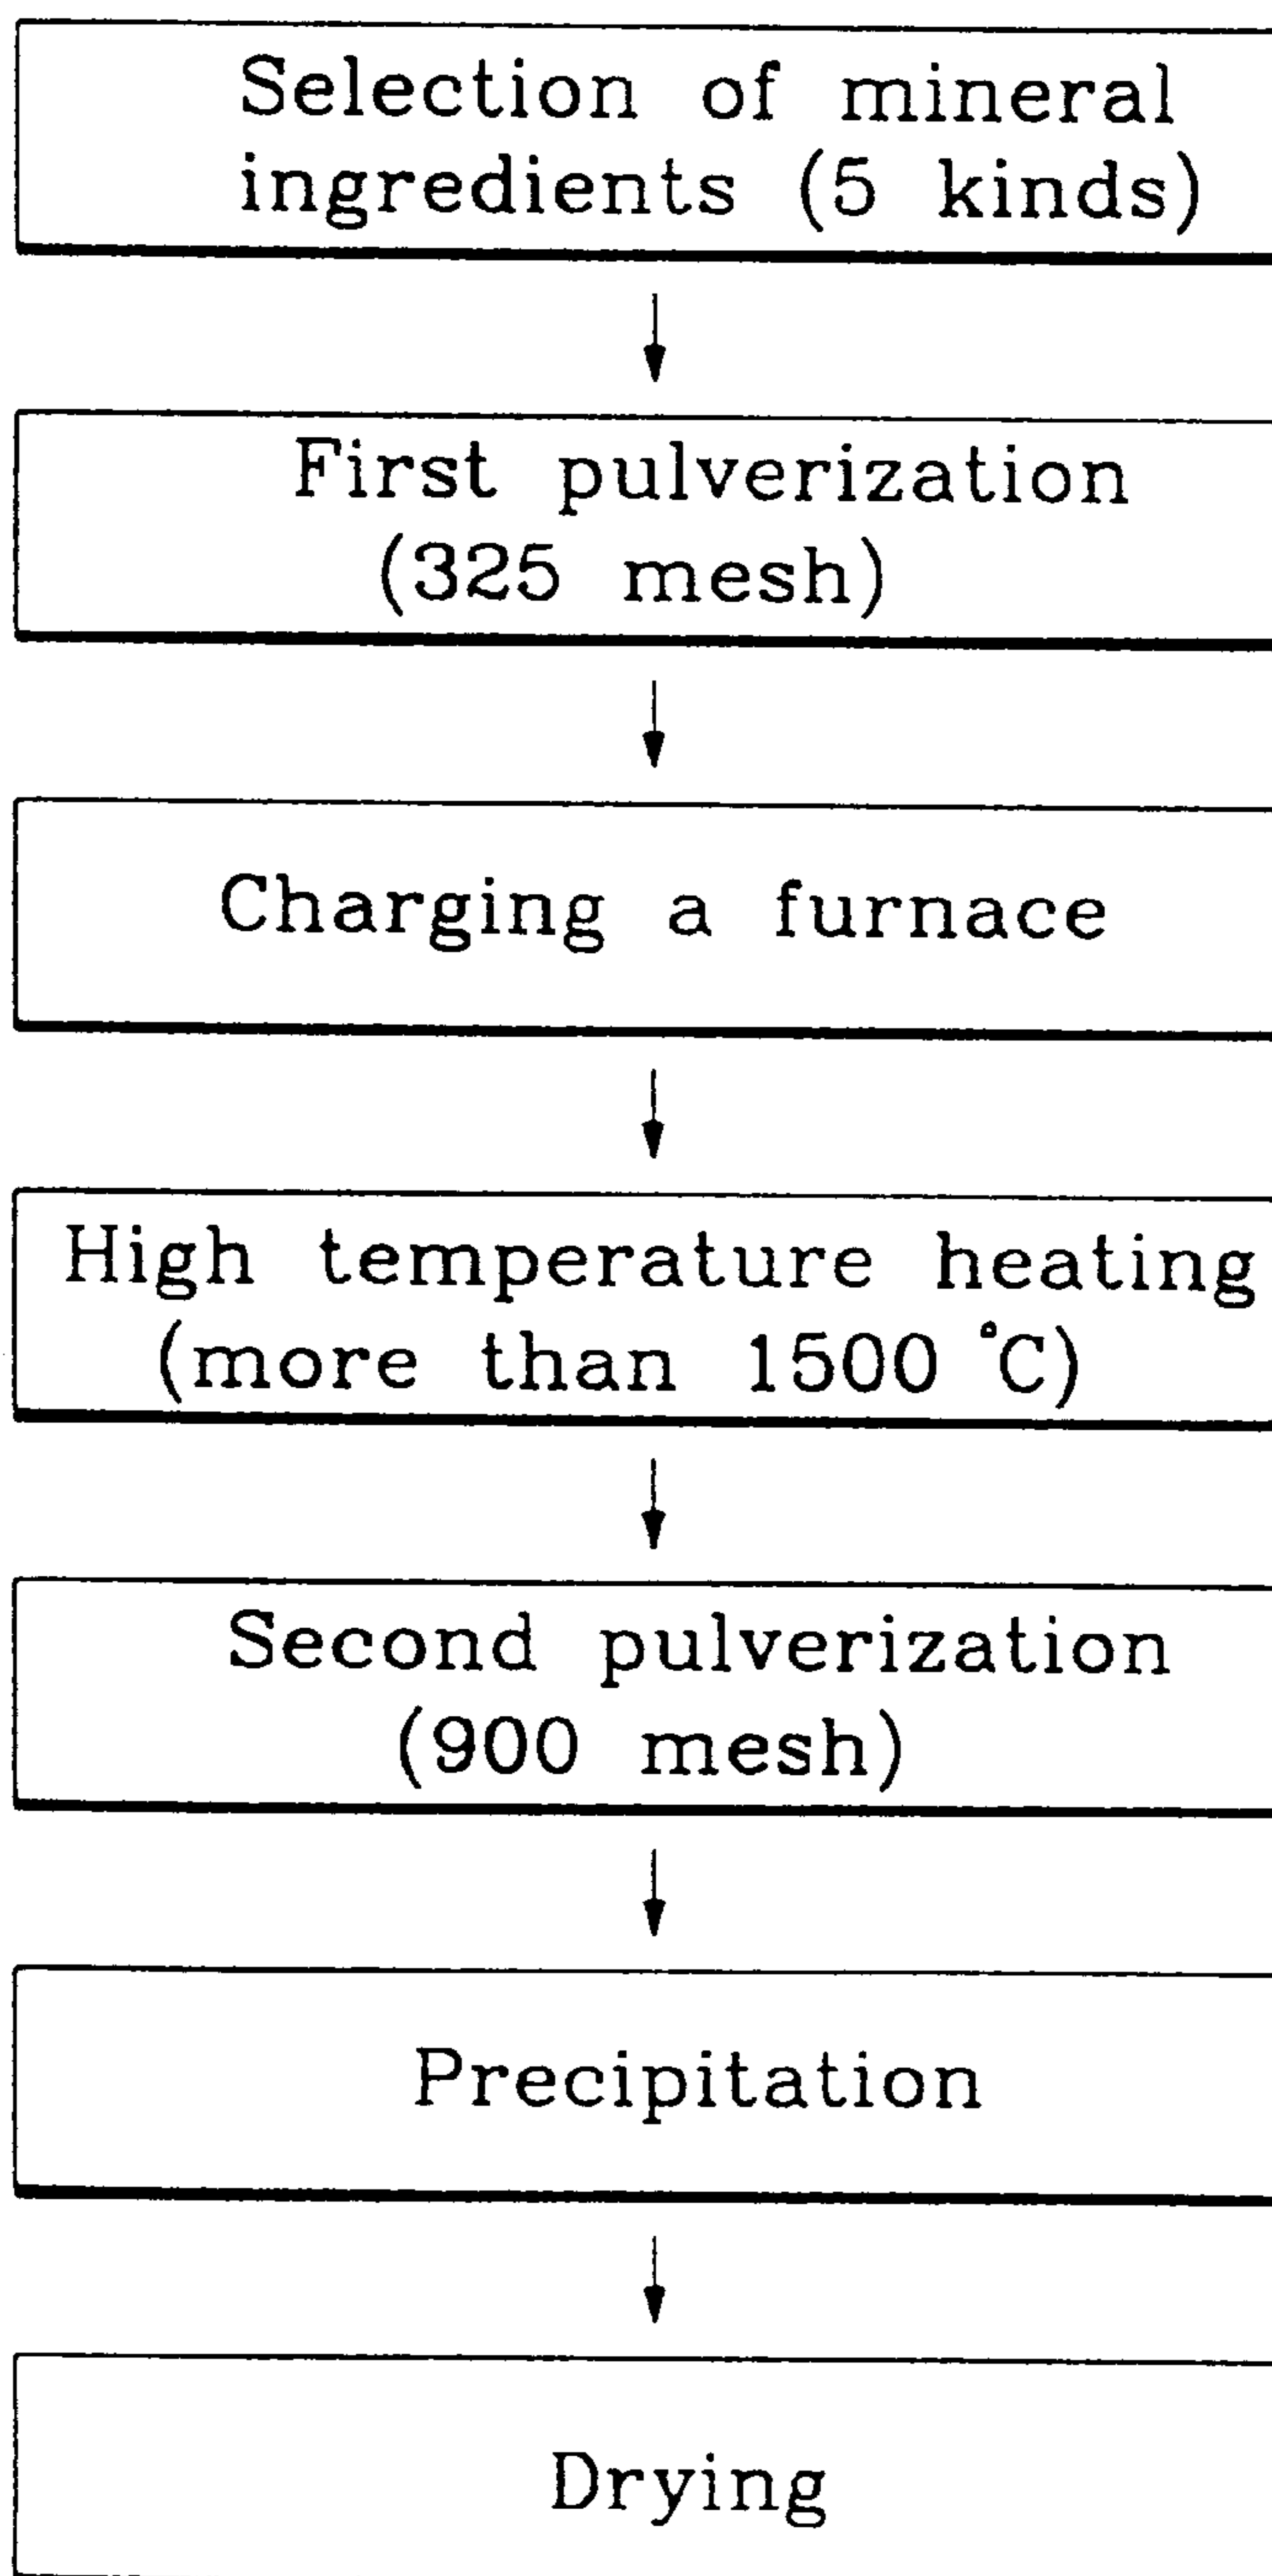 Selection of mineral
ingredients (5 kinds)
First pulverization
(325 mesh)
Charging a furnace
High temperature heating
(more than 1500 °C)
Second pulverization
(900 mesh)
Precipitation
Drying